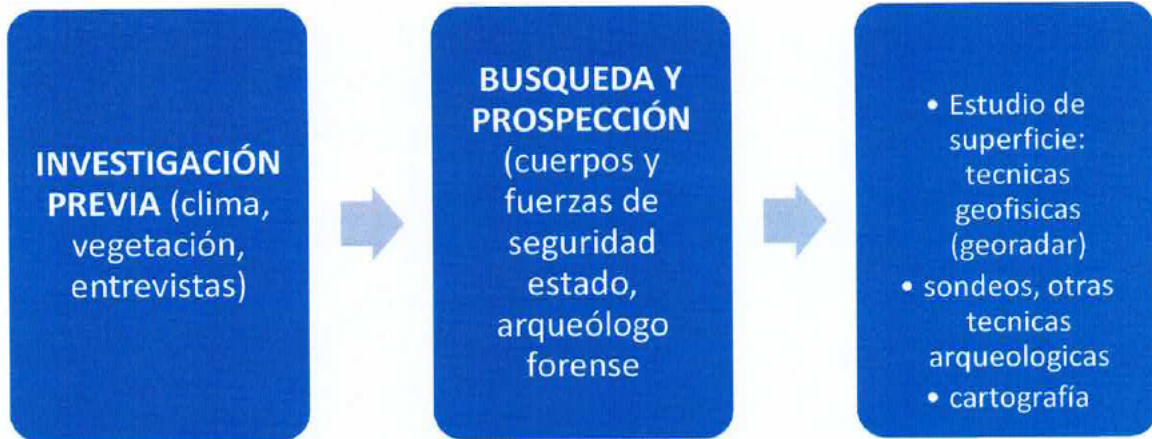 INVESTIGACIÓN
PREVIA (clima,
vegetación,
entrevistas)
BUSQUEDA Y
PROSPECCIÓN
(cuerpos y
fuerzas de
seguridad
estado,
arqueólogo
forense
• Estudio de
superficie:
tecnicas
geofisicas
(georadar)
• sondeos, otras
tecnicas
arqueologicas
• cartografía